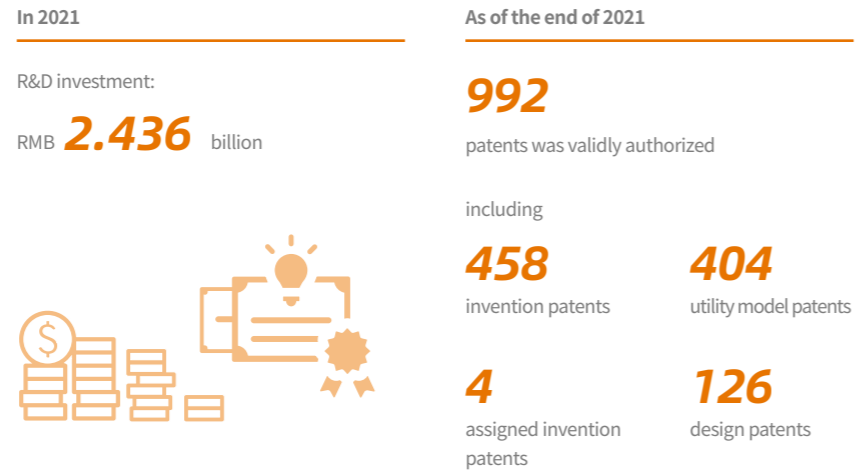 In 2021
R&D investment:
RMB 2.436 billion
$
As of the end of 2021
992
patents was validly authorized
including
458
invention patents
404
utility model patents
4
assigned invention
patents
126
design patents